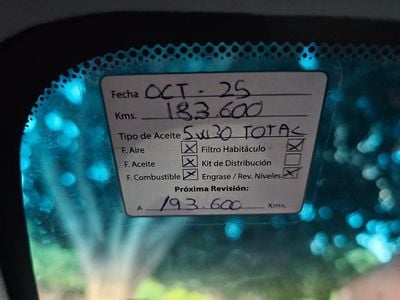 Fecha OCT - 25
Kms. 183.600
Tipo de Aceite 5W30 TOTAL
F. Aire Filtro Habitáculo
F. Aceite Kit de Distribución
F. Combustible Engrase / Rev. Niveles
Próxima Revisión:
A 193.600 Kms.